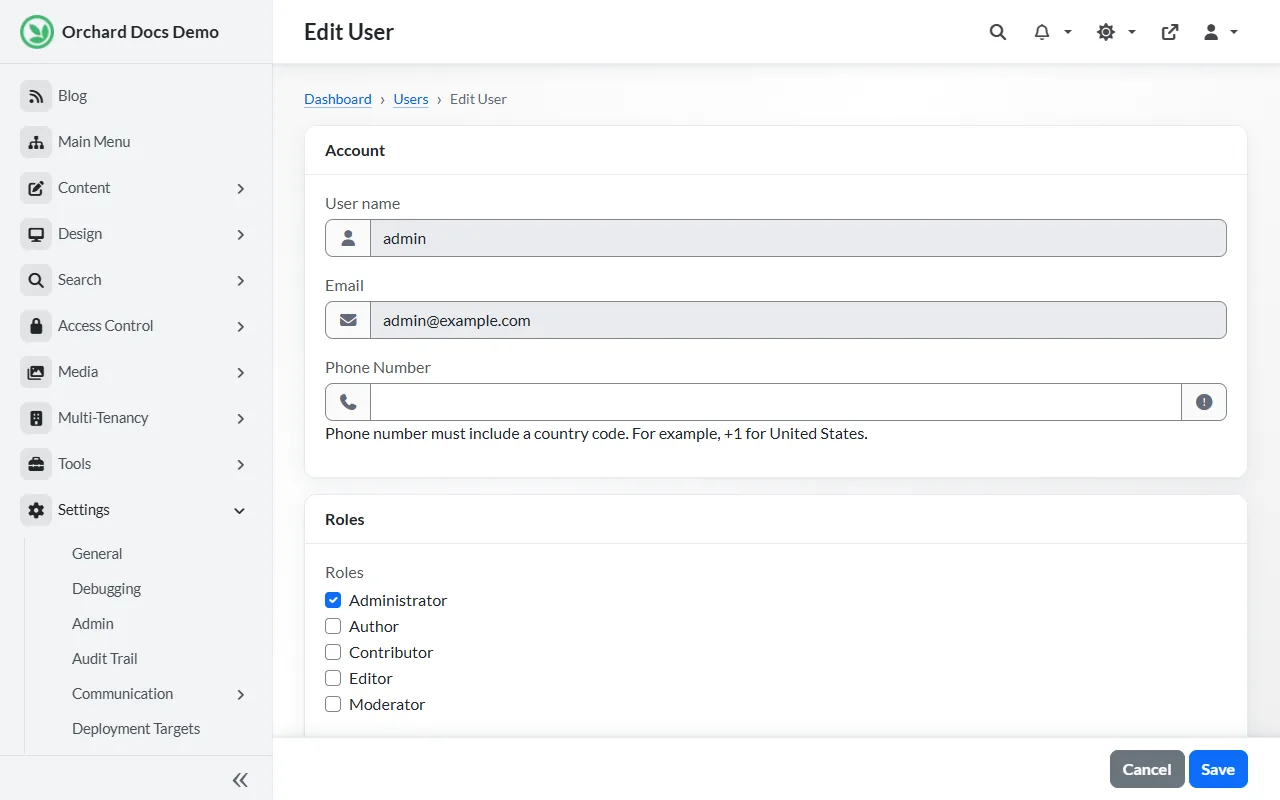 Orchard Docs Demo
Edit User
Blog
Main Menu
Content
Design
Search
Access Control
Media
Multi-Tenancy
Tools
Settings
General
Debugging
Admin
Audit Trail
Communication
Deployment Targets
Dashboard › Users › Edit User
Account
User name
admin
Email
admin@example.com
Phone Number
Phone number must include a country code. For example, +1 for United States.
Roles
Roles
Administrator
Author
Contributor
Editor
Moderator
Cancel Save